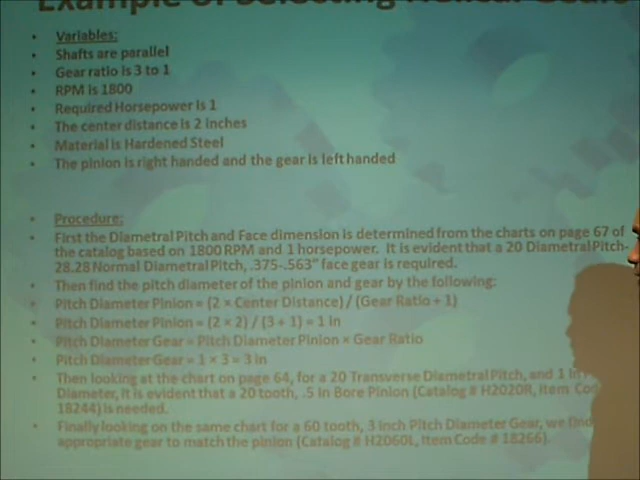 Example of Selecting Helical Gears
• Variables:
• Shafts are parallel
• Gear ratio is 3 to 1
• RPM is 1800
• Required Horsepower is 1
• The center distance is 2 inches
• Material is Hardened Steel
• The pinion is right handed and the gear is left handed
• Procedure:
• First the Diametral Pitch and Face dimension is determined from the charts on page 67 of
the catalog based on 1800 RPM and 1 horsepower. It is evident that a 20 Diametral Pitch-
28.28 Normal Diametral Pitch, .375-.563" face gear is required.
• Then find the pitch diameter of the pinion and gear by the following:
• Pitch Diameter Pinion = (2 × Center Distance) / (Gear Ratio + 1)
• Pitch Diameter Pinion = (2 × 2) / (3 + 1) = 1 in
• Pitch Diameter Gear = Pitch Diameter Pinion × Gear Ratio
• Pitch Diameter Gear = 1 × 3 = 3 in
• Then looking at the chart on page 64, for a 20 Transverse Diametral Pitch, and 1 in
Diameter, it is evident that a 20 tooth, .5 in Bore Pinion (Catalog # H2020R, Item Cod
18244) is needed.
• Finally looking on the same chart for a 60 tooth, 3 inch Pitch Diameter Gear, we find
appropriate gear to match the pinion (Catalog # H2060L, Item Code # 18266).